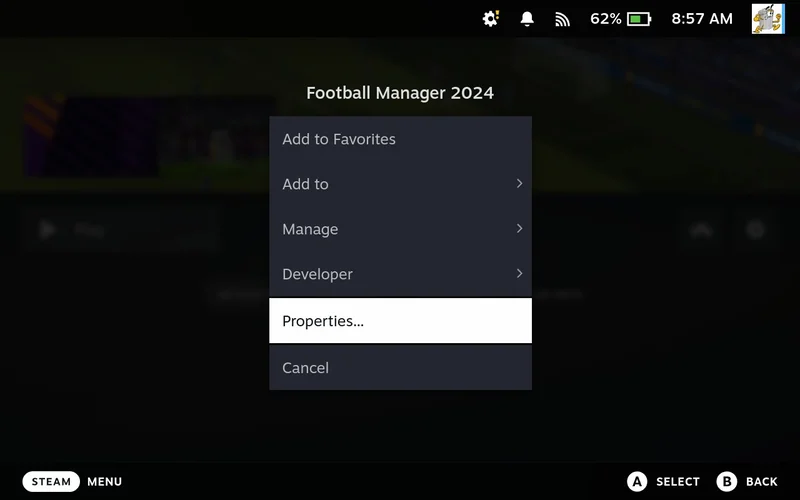 62% 8:57 AM
Football Manager 2024
Add to Favorites
Add to
Manage
Developer
Play
Properties...
Cancel
STEAM MENU
A SELECT B BACK